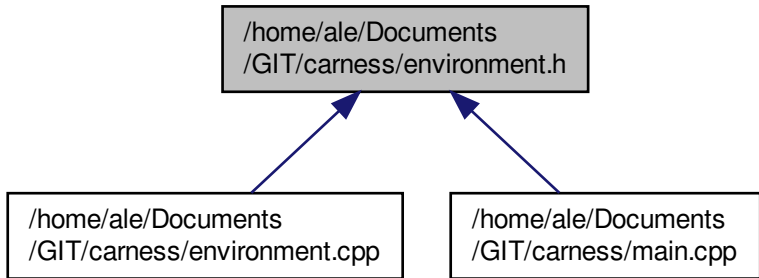 /home/ale/Documents
/GIT/carness/environment.h
/home/ale/Documents
/GIT/carness/environment.cpp
/home/ale/Documents
/GIT/carness/main.cpp